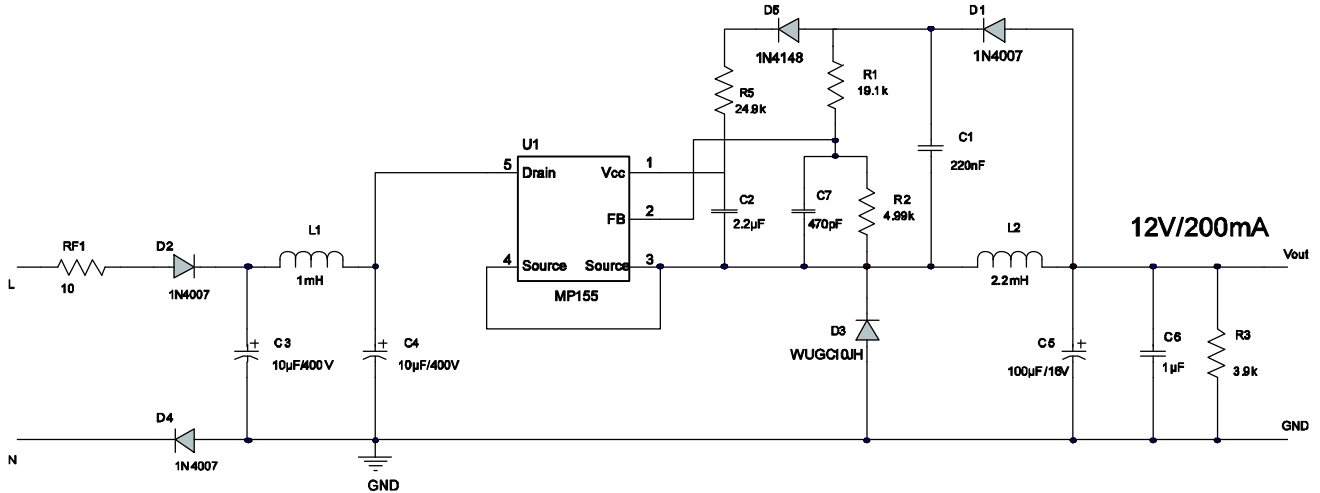 D5
1N4148
D1
1N4007
R5
24.9k
R1
19.1k
C1
220nF
U1
5 Drain Vcc 1
FB 2
4 Source Source 3
MP155
C2
2.2µF
C7
470pF
R2
4.99k
12V/200mA
L
RF1
10
D2
1N4007
L1
1mH
L2
2.2mH
Vout
C3
10µF/400V
C4
10µF/400V
D3
WUGC10JH
C5
100µF/16V
C6
1µF
R3
3.9k
N
D4
1N4007
GND
GND